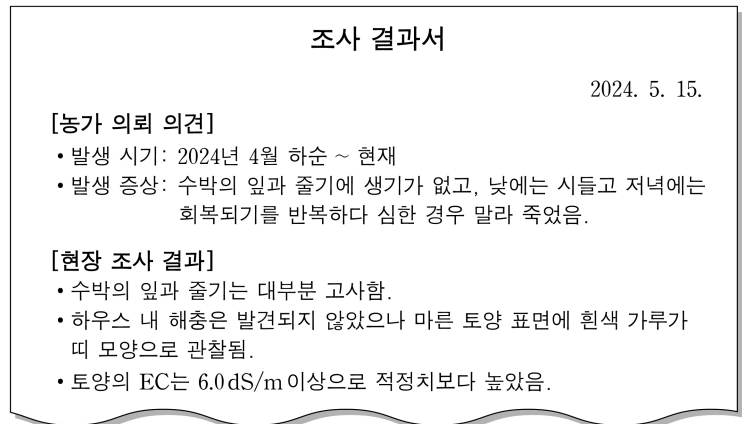 조사 결과서
2024. 5. 15.
[농가 의뢰 의견]
• 발생 시기: 2024년 4월 하순 ~ 현재
• 발생 증상: 수박의 잎과 줄기에 생기가 없고, 낮에는 시들고 저녁에는
회복되기를 반복하다 심한 경우 말라 죽었음.
[현장 조사 결과]
• 수박의 잎과 줄기는 대부분 고사함.
• 하우스 내 해충은 발견되지 않았으나 마른 토양 표면에 흰색 가루가
띠 모양으로 관찰됨.
• 토양의 EC는 6.0 dS/m 이상으로 적정치보다 높았음.